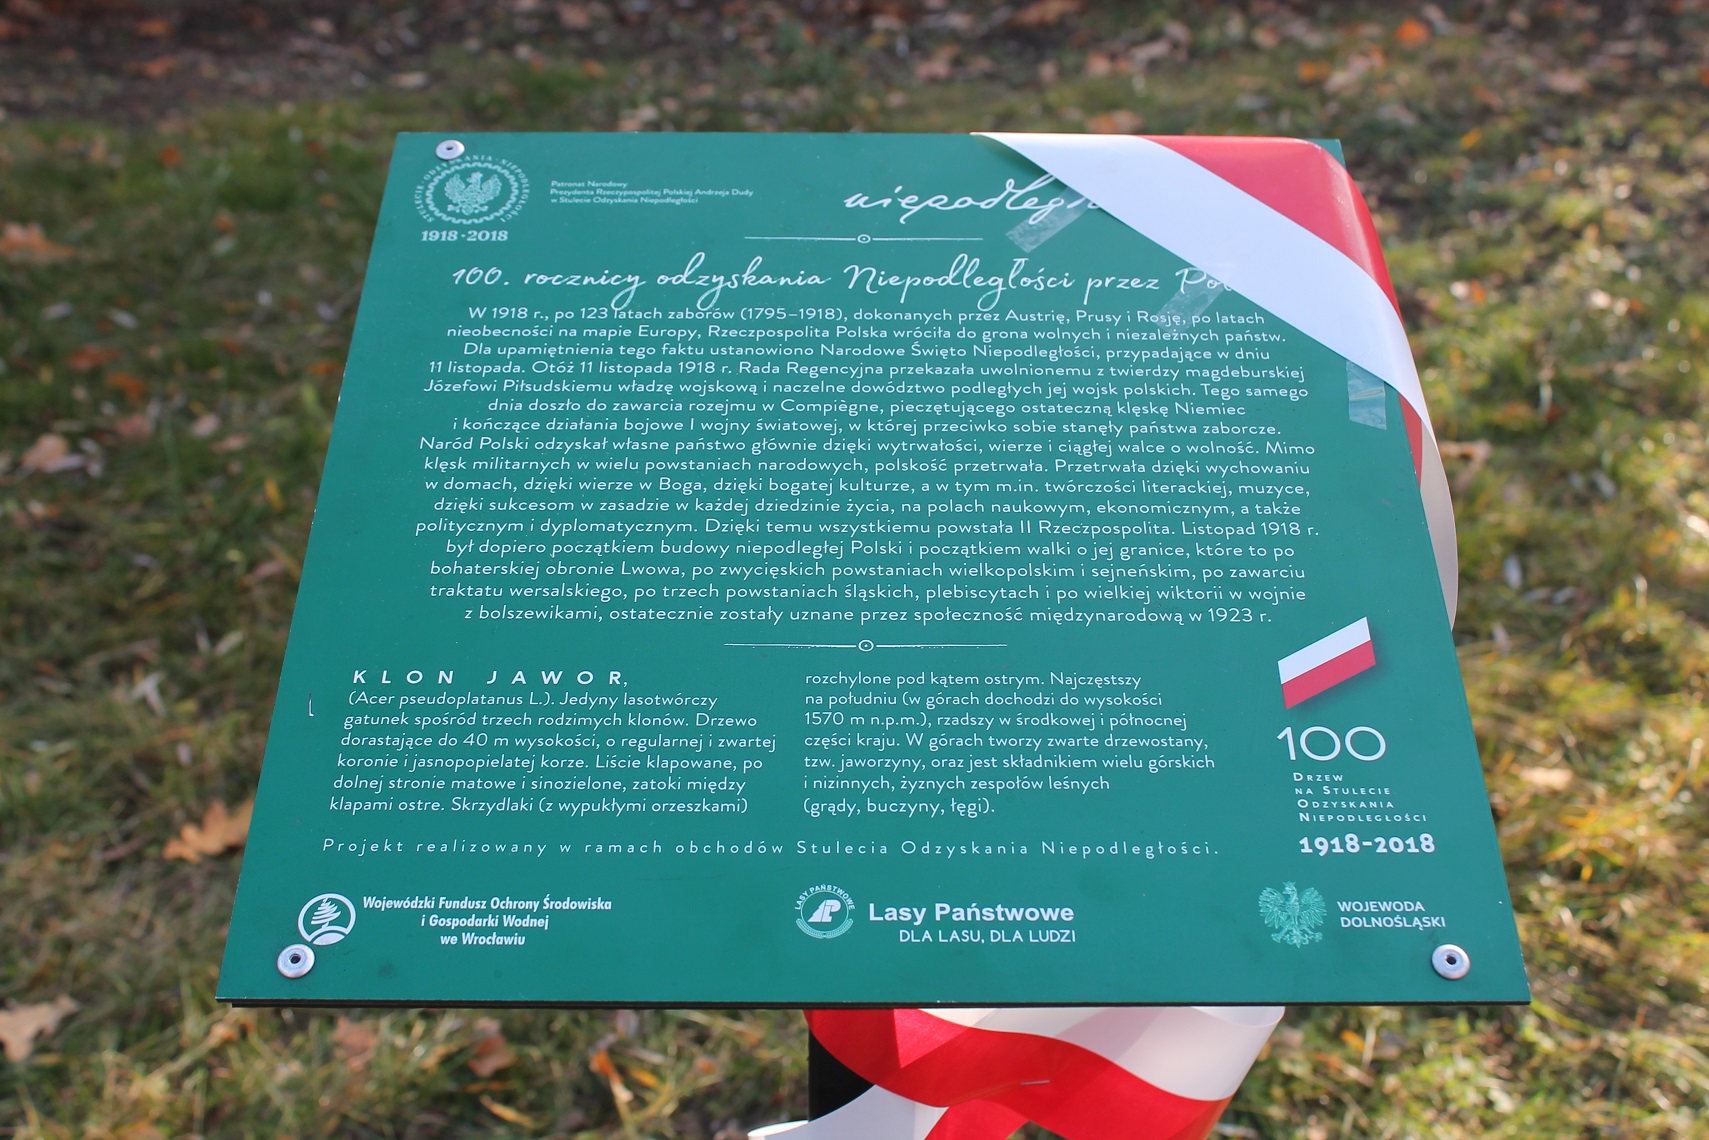 STULECIE ODZYSKANIA NIEPODLEGŁOŚCI
1918·2018
Patronat Narodowy
Prezydenta Rzeczypospolitej Polskiej Andrzeja Dudy
w Stulecie Odzyskania Niepodległości
100. rocznicy odzyskania Niepodległości przez
W 1918 r., po 123 latach zaborów (1795–1918), dokonanych przez Austrię, Prusy i Rosję, po latach
nieobecności na mapie Europy, Rzeczpospolita Polska wróciła do grona wolnych i niezależnych państw.
Dla upamiętnienia tego faktu ustanowiono Narodowe Święto Niepodległości, przypadające w dniu
11 listopada. Otóż 11 listopada 1918 r. Rada Regencyjna przekazała uwolnionemu z twierdzy magdeburskiej
Józefowi Piłsudskiemu władzę wojskową i naczelne dowództwo podległych jej wojsk polskich. Tego samego
dnia doszło do zawarcia rozejmu w Compiègne, pieczętującego ostateczną klęskę Niemiec
i kończące działania bojowe I wojny światowej, w której przeciwko sobie stanęły państwa zaborcze.
Naród Polski odzyskał własne państwo głównie dzięki wytrwałości, wierze i ciągłej walce o wolność. Mimo
klęsk militarnych w wielu powstaniach narodowych, polskość przetrwała. Przetrwała dzięki wychowaniu
w domach, dzięki wierze w Boga, dzięki bogatej kulturze, a w tym m.in. twórczości literackiej, muzyce,
dzięki sukcesom w zasadzie w każdej dziedzinie życia, na polach naukowym, ekonomicznym, a także
politycznym i dyplomatycznym. Dzięki temu wszystkiemu powstała II Rzeczpospolita. Listopad 1918 r.
był dopiero początkiem budowy niepodległej Polski i początkiem walki o jej granice, które to po
bohaterskiej obronie Lwowa, po zwycięskich powstaniach wielkopolskim i sejneńskim, po zawarciu
traktatu wersalskiego, po trzech powstaniach śląskich, plebiscytach i po wielkiej wiktorii w wojnie
z bolszewikami, ostatecznie zostały uznane przez społeczność międzynarodową w 1923 r.
KLON JAWOR,
(Acer pseudoplatanus L.). Jedyny lasotwórczy
gatunek spośród trzech rodzimych klonów. Drzewo
dorastające do 40 m wysokości, o regularnej i zwartej
koronie i jasnopopielatej korze. Liście klapowane, po
dolnej stronie matowe i sinozielone, zatoki między
klapami ostre. Skrzydlaki (z wypukłymi orzeszkami)
rozchylone pod kątem ostrym. Najczęstszy
na południu (w górach dochodzi do wysokości
1570 m n.p.m.), rzadszy w środkowej i północnej
części kraju. W górach tworzy zwarte drzewostany,
tzw. jaworzyny, oraz jest składnikiem wielu górskich
i nizinnych, żyznych zespołów leśnych
(grądy, buczyny, łęgi).
100
DRZEW
NA STULECIE
ODZYSKANIA
NIEPODLEGŁOŚCI
1918-2018
Projekt realizowany w ramach obchodów Stulecia Odzyskania Niepodległości.
Wojewódzki Fundusz Ochrony Środowiska
i Gospodarki Wodnej
we Wrocławiu
LASY PAŃSTWOWE
Lasy Państwowe
DLA LASU, DLA LUDZI
WOJEWODA
DOLNOŚLĄSKI